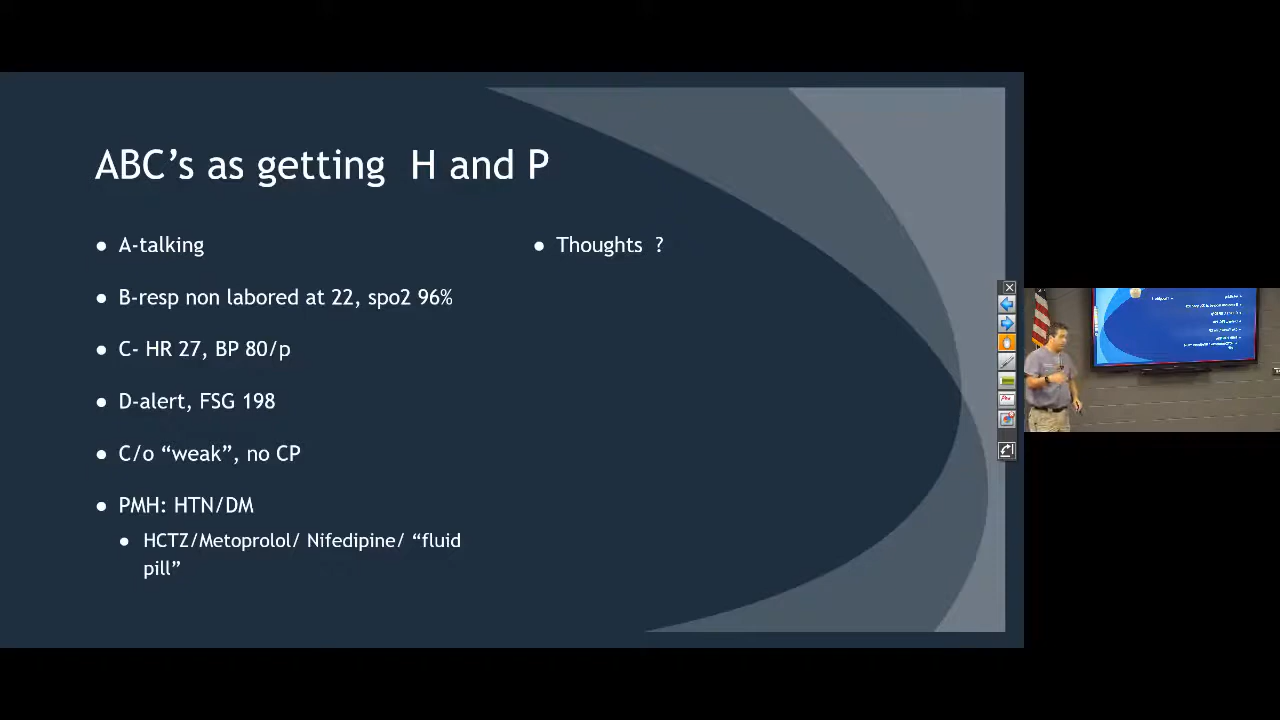 ABC’s as getting H and P
● A-talking
● B-resp non labored at 22, spo2 96%
● C- HR 27, BP 80/p
● D-alert, FSG 198
● C/o “weak”, no CP
● PMH: HTN/DM
● HCTZ/Metoprolol/ Nifedipine/ “fluid
pill”
● Thoughts ?